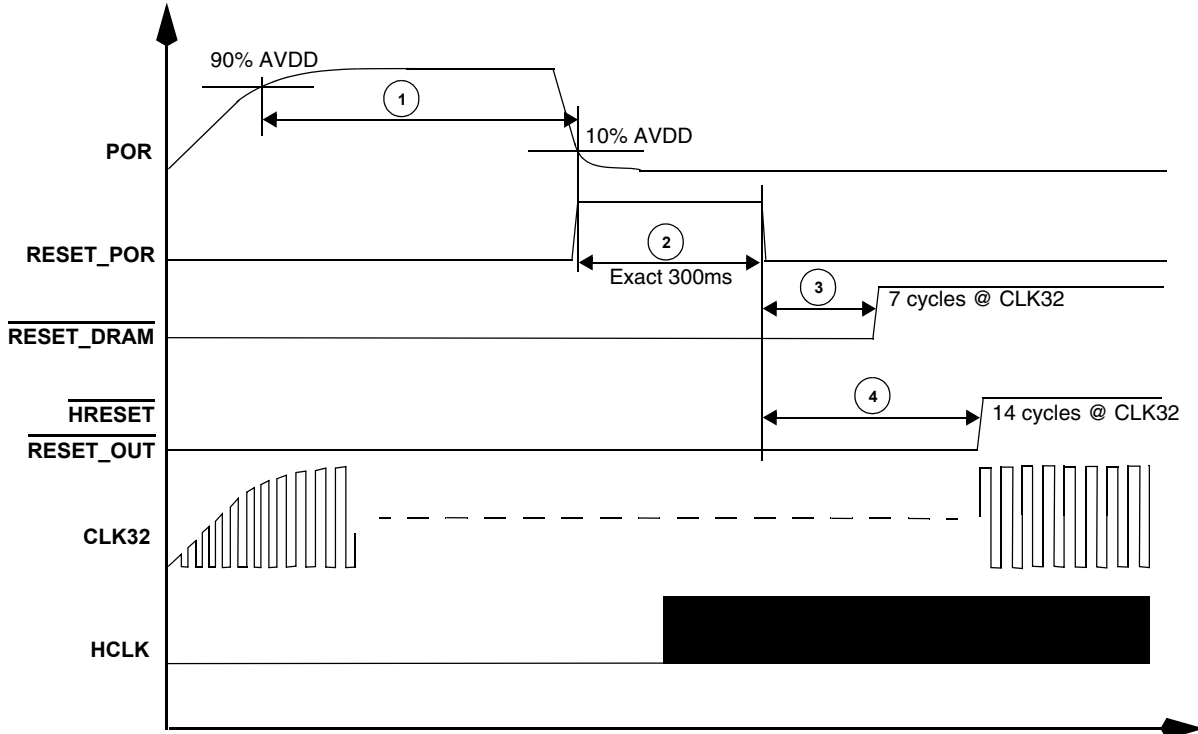 90% AVDD
1
10% AVDD
POR
2
RESET_POR
Exact 300ms
3
7 cycles @ CLK32
RESET_DRAM
4
HRESET
14 cycles @ CLK32
RESET_OUT
CLK32
HCLK